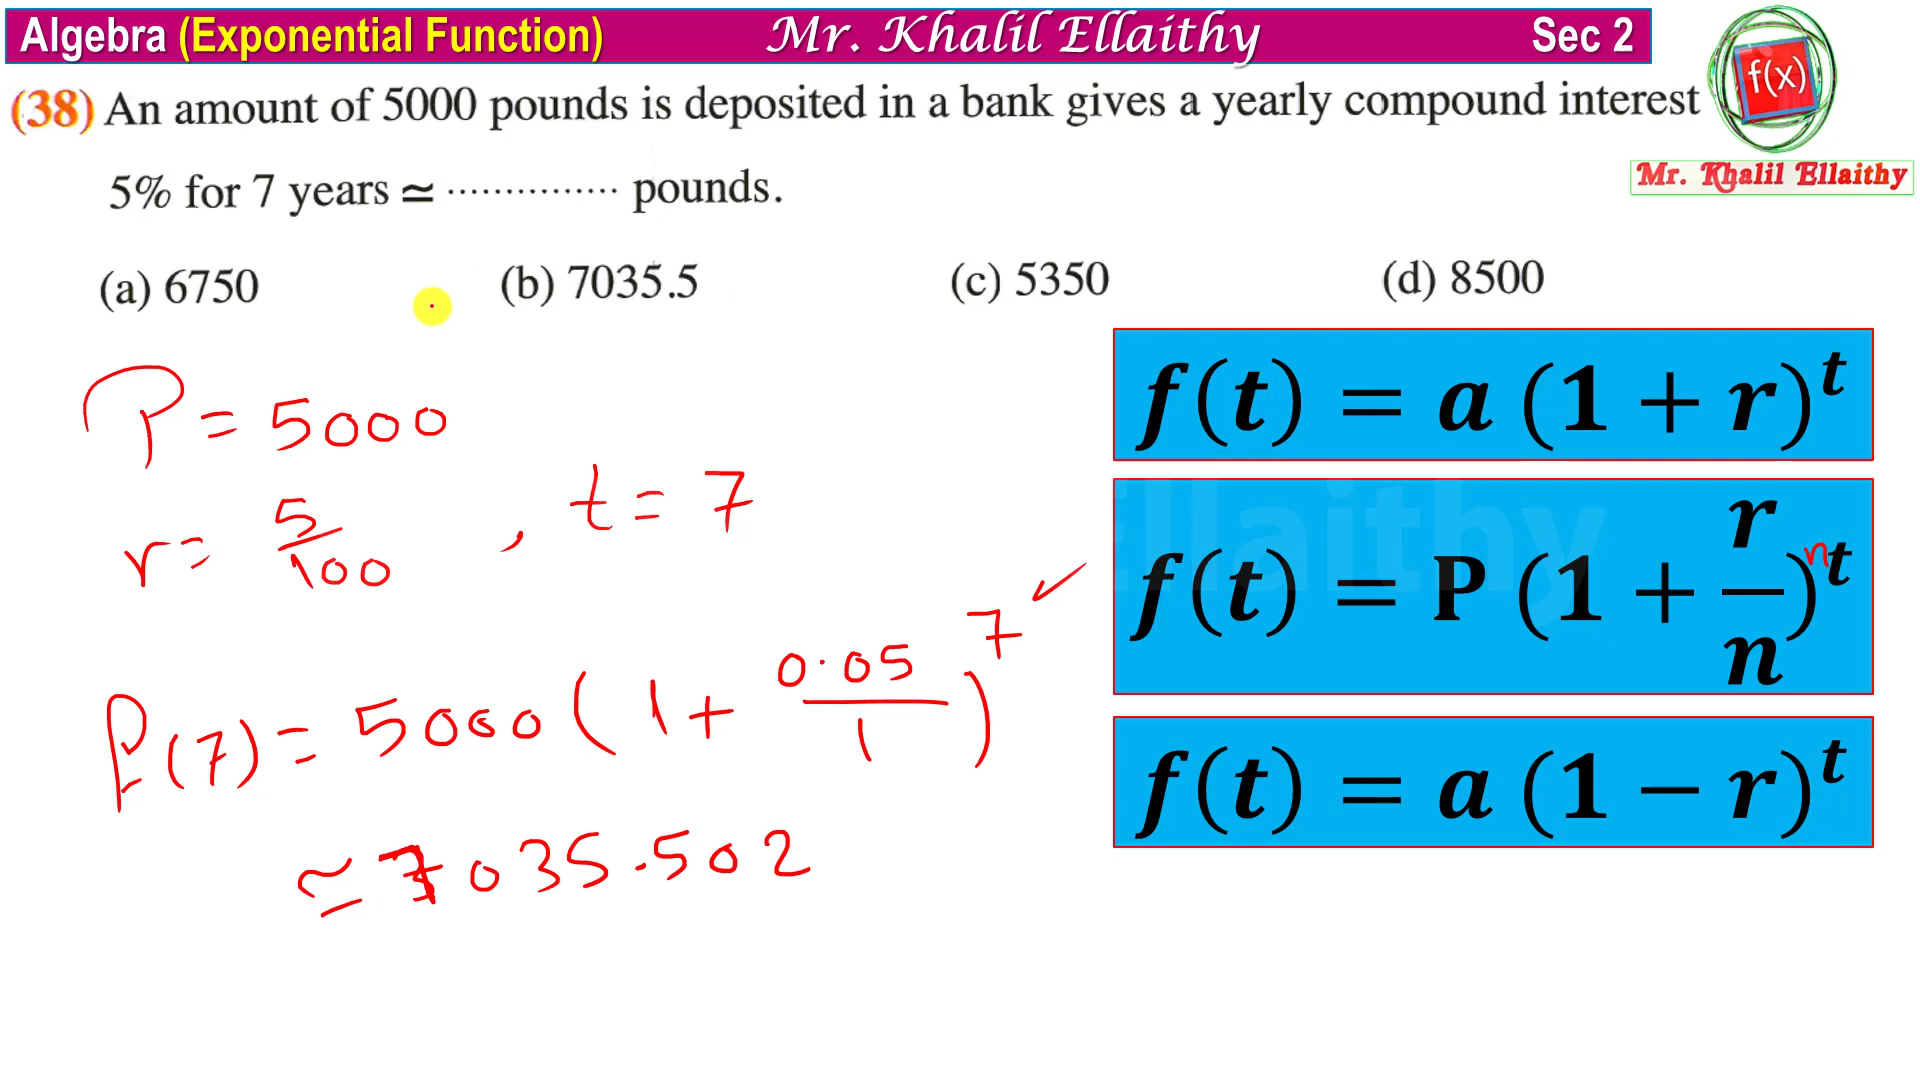 Algebra (Exponential Function) Mr. Khalil Ellaithy Sec 2
f(x)
Mr. Khalil Ellaithy
(38) An amount of 5000 pounds is deposited in a bank gives a yearly compound interest
5% for 7 years ≃ ............... pounds.
(a) 6750 (b) 7035.5 (c) 5350 (d) 8500
P = 5000
r = 5/100 , t = 7
f(7) = 5000 ( 1 + 0.05/1 )^7 ✓
≃ 7035.502
f(t) = a (1 + r)^t
Ellaithy
f(t) = P (1 + r/n)^nt
f(t) = a (1 − r)^t